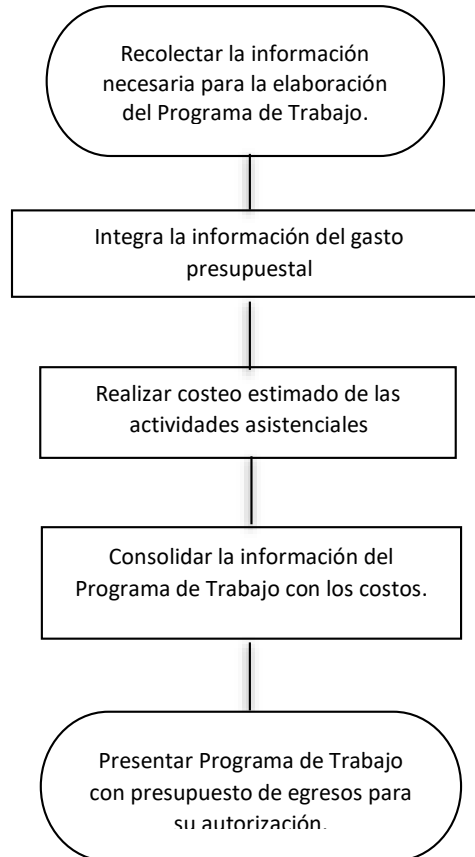 Recolectar la información
necesaria para la elaboración
del Programa de Trabajo.
Integra la información del gasto
presupuestal
Realizar costeo estimado de las
actividades asistenciales
Consolidar la información del
Programa de Trabajo con los costos.
Presentar Programa de Trabajo
con presupuesto de egresos para
su autorización.